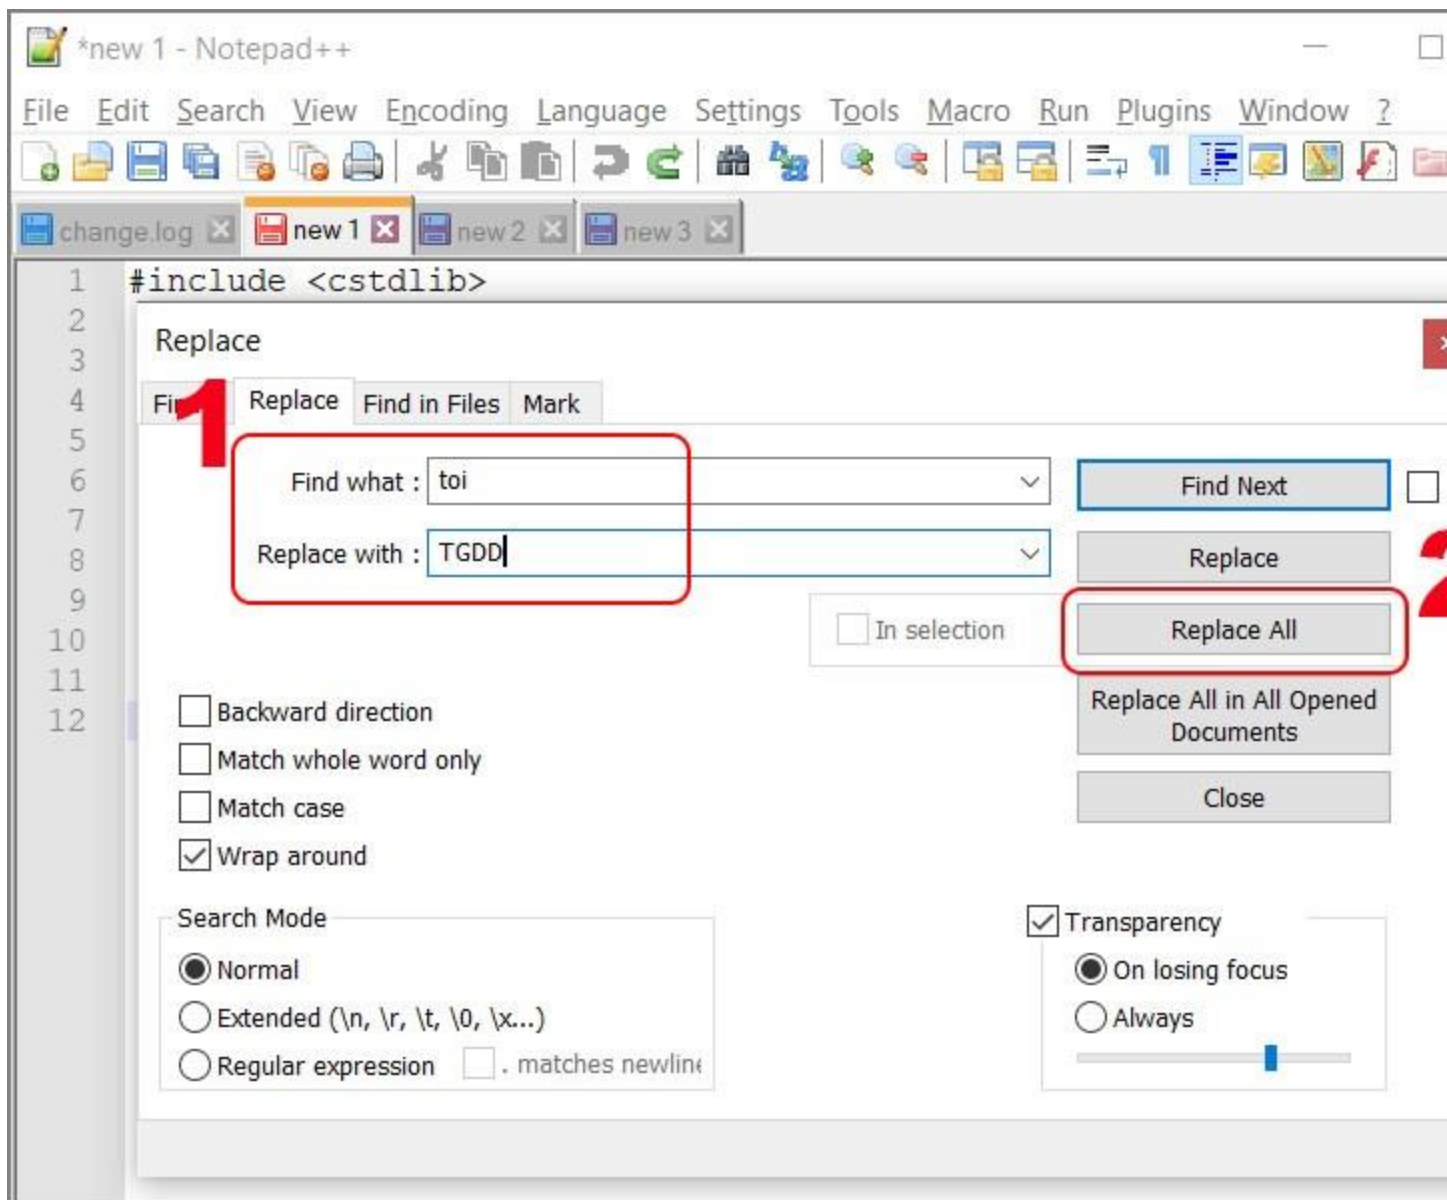 *new 1 - Notepad++
File Edit Search View Encoding Language Settings Tools Macro Run Plugins Window ?
change.log new 1 new 2 new 3
1 #include <cstdlib>
2
3
4
5
6
7
8
9
10
11
12
Replace
1
Replace Find in Files Mark
Find what : toi
Find Next
Replace with : TGDD
Replace
2
In selection
Replace All
Replace All in All Opened
Documents
Close
Backward direction
Match whole word only
Match case
Wrap around
Search Mode
Normal
Extended (\n, \r, \t, \0, \x...)
Regular expression . matches newline
Transparency
On losing focus
Always